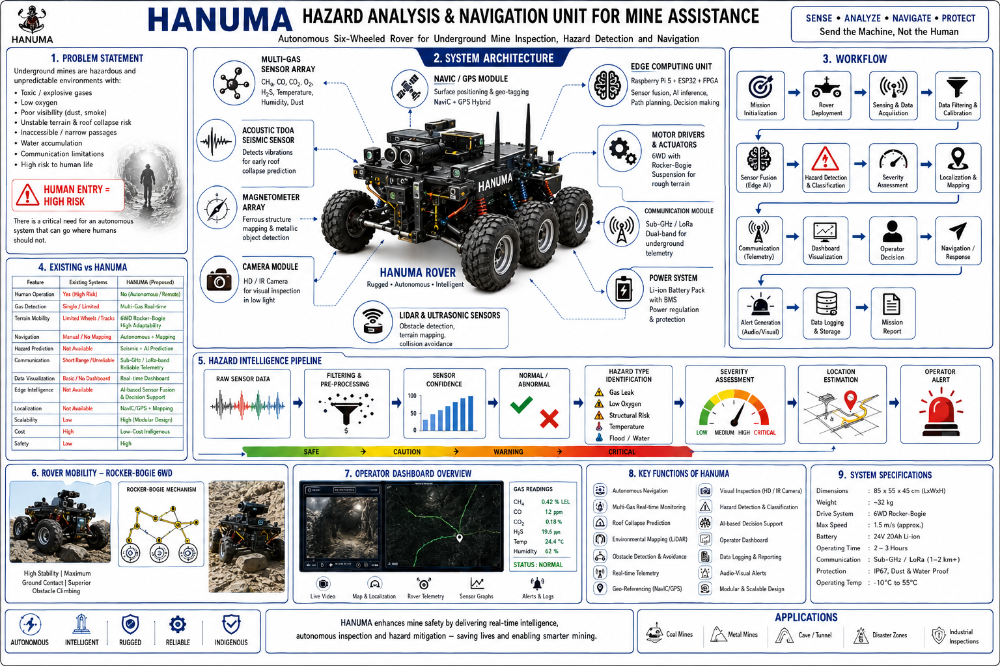 HANUMA
HANUMA HAZARD ANALYSIS & NAVIGATION UNIT FOR MINE ASSISTANCE
Autonomous Six-Wheeled Rover for Underground Mine Inspection, Hazard Detection and Navigation
SENSE • ANALYZE • NAVIGATE • PROTECT
Send the Machine, Not the Human
1. PROBLEM STATEMENT
Underground mines are hazardous and
unpredictable environments with:
• Toxic / explosive gases
• Low oxygen
• Poor visibility (dust, smoke)
• Unstable terrain & roof collapse risk
• Inaccessible / narrow passages
• Water accumulation
• Communication limitations
• High risk to human life
HUMAN ENTRY =
HIGH RISK
There is a critical need for an autonomous
system that can go where humans
should not.
2. SYSTEM ARCHITECTURE
MULTI-GAS
SENSOR ARRAY
CH₄, CO, CO₂, O₂,
H₂S, Temperature,
Humidity, Dust
ACOUSTIC TDOA
SEISMIC SENSOR
Detects vibrations
for early roof
collapse prediction
MAGNETOMETER
ARRAY
Ferrous structure
mapping & metallic
object detection
CAMERA MODULE
HD / IR Camera
for visual inspection
in low light
NAVIC / GPS MODULE
Surface positioning & geo-tagging
NaviC + GPS Hybrid
HANUMA
HANUMA ROVER
Rugged • Autonomous • Intelligent
LIDAR & ULTRASONIC SENSORS
Obstacle detection,
terrain mapping,
collision avoidance
EDGE COMPUTING UNIT
Raspberry Pi 5 + ESP32 + FPGA
Sensor fusion, AI inference,
Path planning, Decision making
MOTOR DRIVERS
& ACTUATORS
6WD with
Rocker-Bogie
Suspension for
rough terrain
COMMUNICATION MODULE
Sub-GHz / LoRa
Dual-band for
underground
telemetry
POWER SYSTEM
Li-ion Battery Pack
with BMS
Power regulation
& protection
3. WORKFLOW
Mission
Initialization
Rover
Deployment
Sensing & Data
Acquisition
Data Filtering &
Calibration
Sensor Fusion
(Edge AI)
Hazard Detection
& Classification
Severity
Assessment
Localization &
Mapping
Communication
(Telemetry)
Dashboard
Visualization
Operator
Decision
Navigation /
Response
Alert Generation
(Audio/Visual)
Data Logging
& Storage
Mission
Report
4. EXISTING vs HANUMA
Feature Existing Systems HANUMA (Proposed)
Human Operation Yes (High Risk) No (Autonomous / Remote)
Gas Detection Single / Limited Multi-Gas Real-time
Terrain Mobility Limited Wheels / Tracks 6WD Rocker-Bogie
High Adaptability
Navigation Manual / No Mapping Autonomous + Mapping
Hazard Prediction Not Available Seismic + AI Prediction
Communication Short Range / Unreliable Sub-GHz / LoRa-band
Reliable Telemetry
Data Visualization Basic / No Dashboard Real-time Dashboard
Edge Intelligence Not Available AI-based Sensor Fusion
& Decision Support
Localization Not Available NavIC/GPS + Mapping
Scalability Low High (Modular Design)
Cost High Low-Cost Indigenous
Safety Low High
5. HAZARD INTELLIGENCE PIPELINE
RAW SENSOR DATA
FILTERING &
PRE-PROCESSING
$
SENSOR
CONFIDENCE
100
50
0
NORMAL /
ABNORMAL
HAZARD TYPE
IDENTIFICATION
Gas Leak
Low Oxygen
Structural Risk
Temperature
Flood / Water
SEVERITY
ASSESSMENT
LOW MEDIUM HIGH CRITICAL
LOCATION
ESTIMATION
OPERATOR
ALERT
SAFE → CAUTION → WARNING → CRITICAL
6. ROVER MOBILITY – ROCKER-BOGIE 6WD
ROCKER-BOGIE MECHANISM
High Stability | Maximum
Ground Contact | Superior
Obstacle Climbing
7. OPERATOR DASHBOARD OVERVIEW
GAS READINGS
CH₄ 0.42 % LEL
CO 12 ppm
CO₂ 0.18 %
H₂S 19.6 ppm
Temp 24.4 °C
Humidity 62 %
STATUS : NORMAL
Live Video
Map & Localization
Rover Telemetry
Sensor Graphs
Alerts & Logs
8. KEY FUNCTIONS OF HANUMA
Autonomous Navigation
Multi-Gas Real-time Monitoring
Roof Collapse Prediction
Environmental Mapping (LiDAR)
Obstacle Detection & Avoidance
Real-time Telemetry
Geo-Referencing (NavIC/GPS)
Visual Inspection (HD / IR Camera)
Hazard Detection & Classification
AI-based Decision Support
Operator Dashboard
Data Logging & Reporting
Audio-Visual Alerts
Modular & Scalable Design
9. SYSTEM SPECIFICATIONS
Dimensions : 85 x 55 x 45 cm (LxWxH)
Weight : ~32 kg
Drive System : 6WD Rocker-Bogie
Max Speed : 1.5 m/s (approx.)
Battery : 24V 20Ah Li-ion
Operating Time : 2 – 3 Hours
Communication : Sub-GHz / LoRa (1–2 km+)
Protection : IP67, Dust & Water Proof
Operating Temp : -10°C to 55°C
AUTONOMOUS
INTELLIGENT
RUGGED
RELIABLE
INDIGENOUS
HANUMA enhances mine safety by delivering real-time intelligence,
autonomous inspection and hazard mitigation – saving lives and enabling smarter mining.
APPLICATIONS
Coal Mines
Metal Mines
Cave / Tunnel
Disaster Zones
Industrial
Inspections